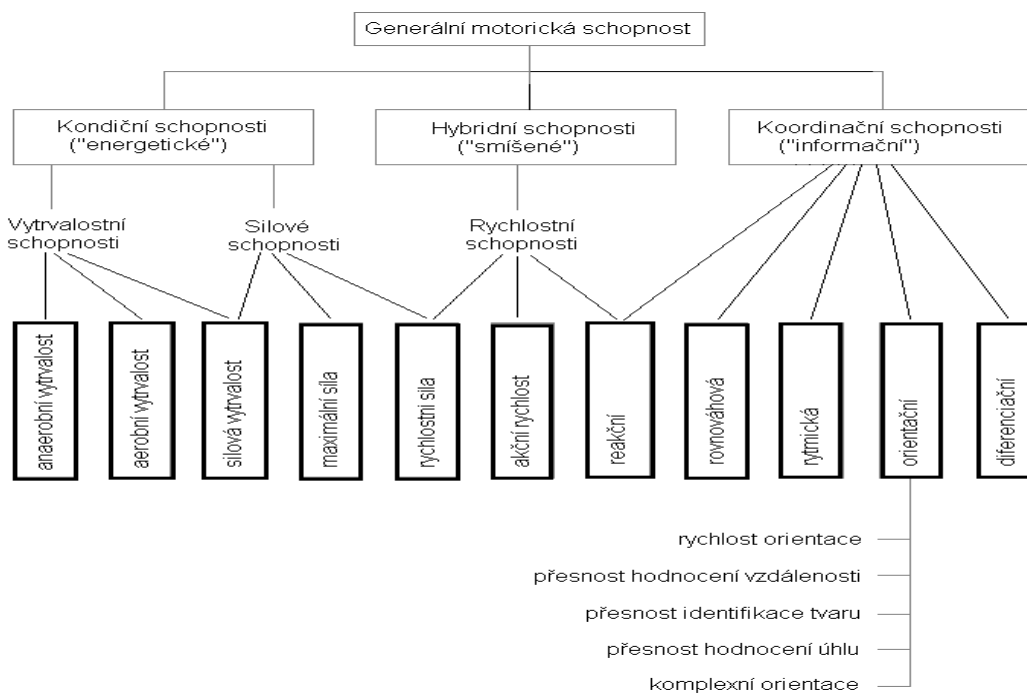 Generální motorická schopnost
Kondiční schopnosti
("energetické")
Hybridní schopnosti
("smíšené")
Koordinační schopnosti
("informační")
Vytrvalostní
schopnosti
Silové
schopnosti
Rychlostní
schopnosti
anaerobní vytrvalost
aerobní vytrvalost
silová vytrvalost
maximální síla
rychlostní síla
akční rychlost
reakční
rovnováhová
rytmická
orientační
diferenciační
rychlost orientace
přesnost hodnocení vzdálenosti
přesnost identifikace tvaru
přesnost hodnocení úhlu
komplexní orientace